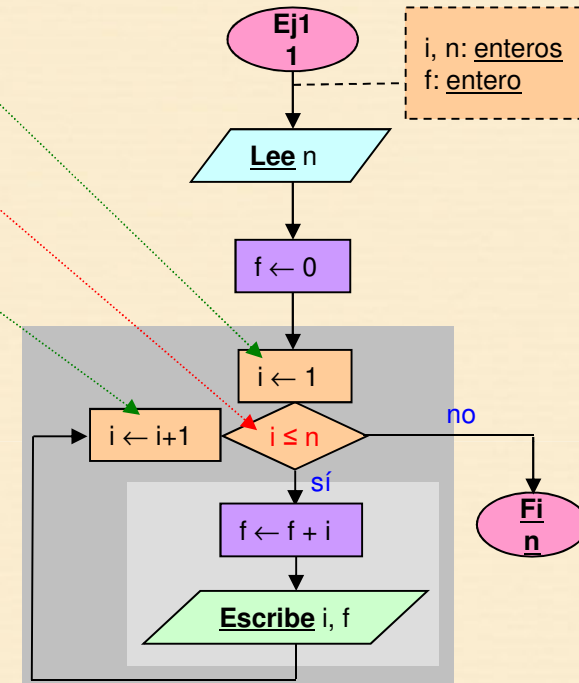 Ej1
1
i, n: enteros
f: entero
Lee n
f ← 0
i ← 1
i ← i+1
i ≤ n
no
sí
f ← f + i
Fi
n
Escribe i, f